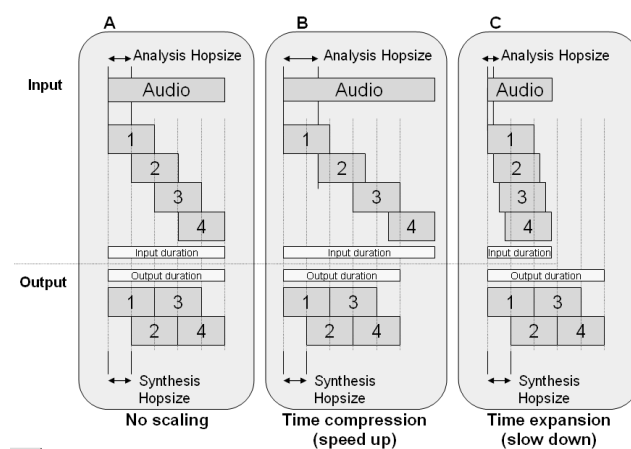 A
B
C
Analysis Hopsize
Analysis Hopsize
Analysis Hopsize
Input
Audio
Audio
Audio
1
1
1
2
2
2
3
3
3
4
4
4
Input duration
Input duration
Input duration
Output duration
Output duration
Output duration
Output
1 3
1 3
1 3
2 4
2 4
2 4
Synthesis
Hopsize
Synthesis
Hopsize
Synthesis
Hopsize
No scaling
Time compression
(speed up)
Time expansion
(slow down)